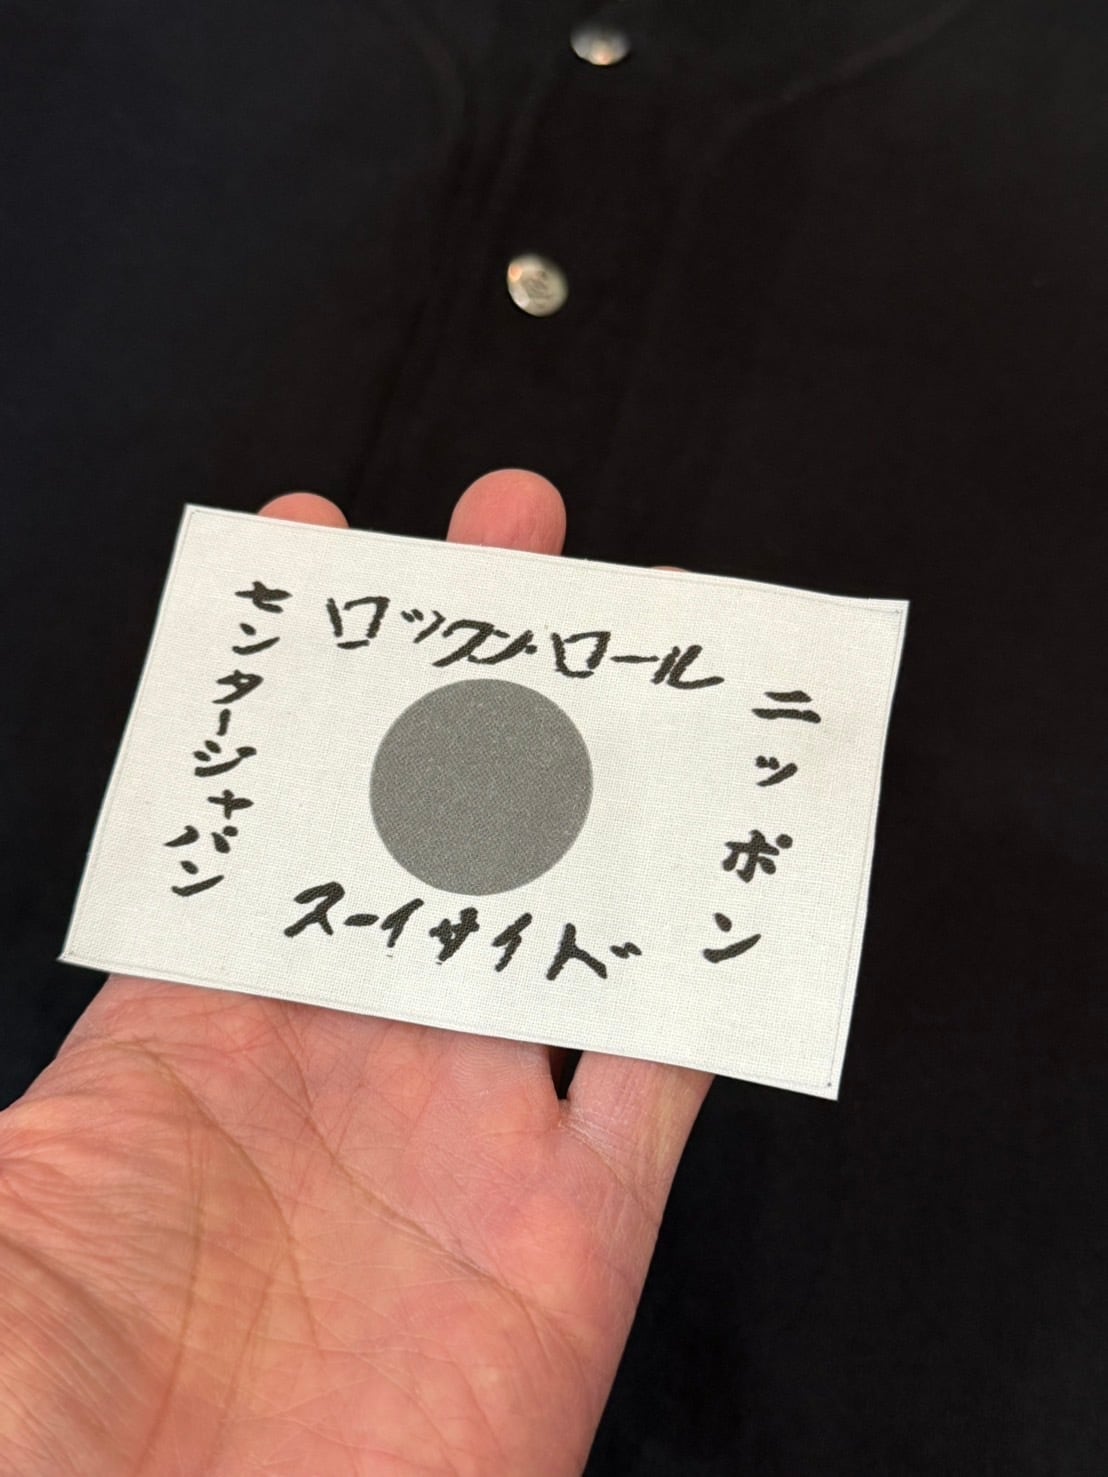 ロックンロール
ニッポン
センタージャパン
スーイサイド